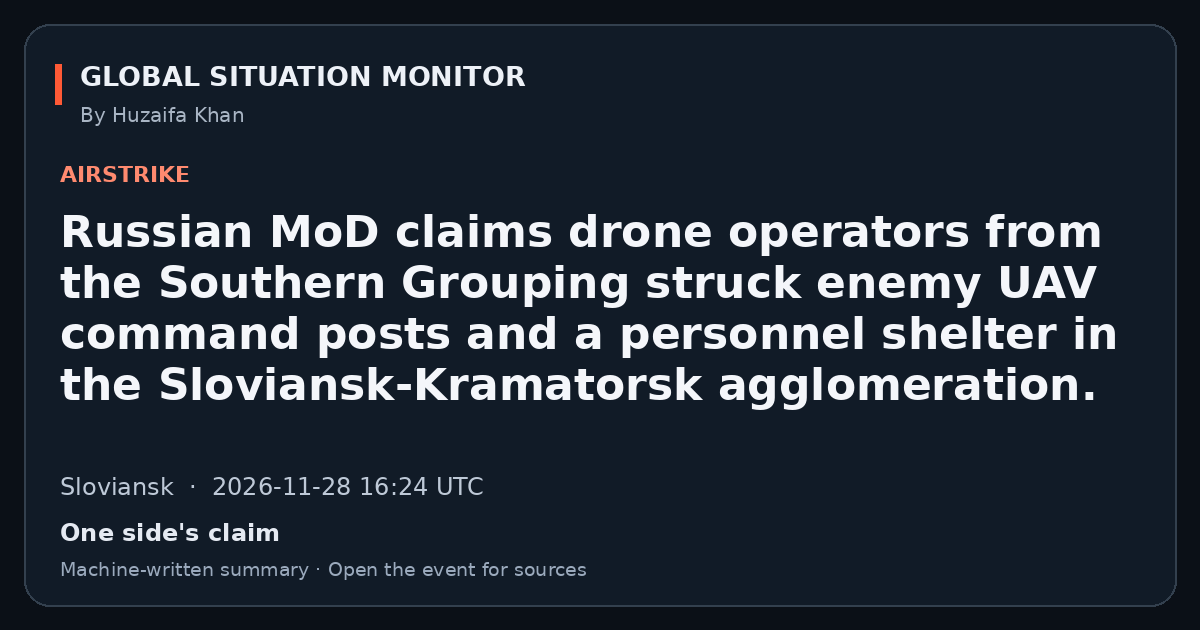 GLOBAL SITUATION MONITOR
By Huzaifa Khan
AIRSTRIKE
Russian MoD claims drone operators from
the Southern Grouping struck enemy UAV
command posts and a personnel shelter in
the Sloviansk-Kramatorsk agglomeration.
Sloviansk · 2026-11-28 16:24 UTC
One side's claim
Machine-written summary · Open the event for sources